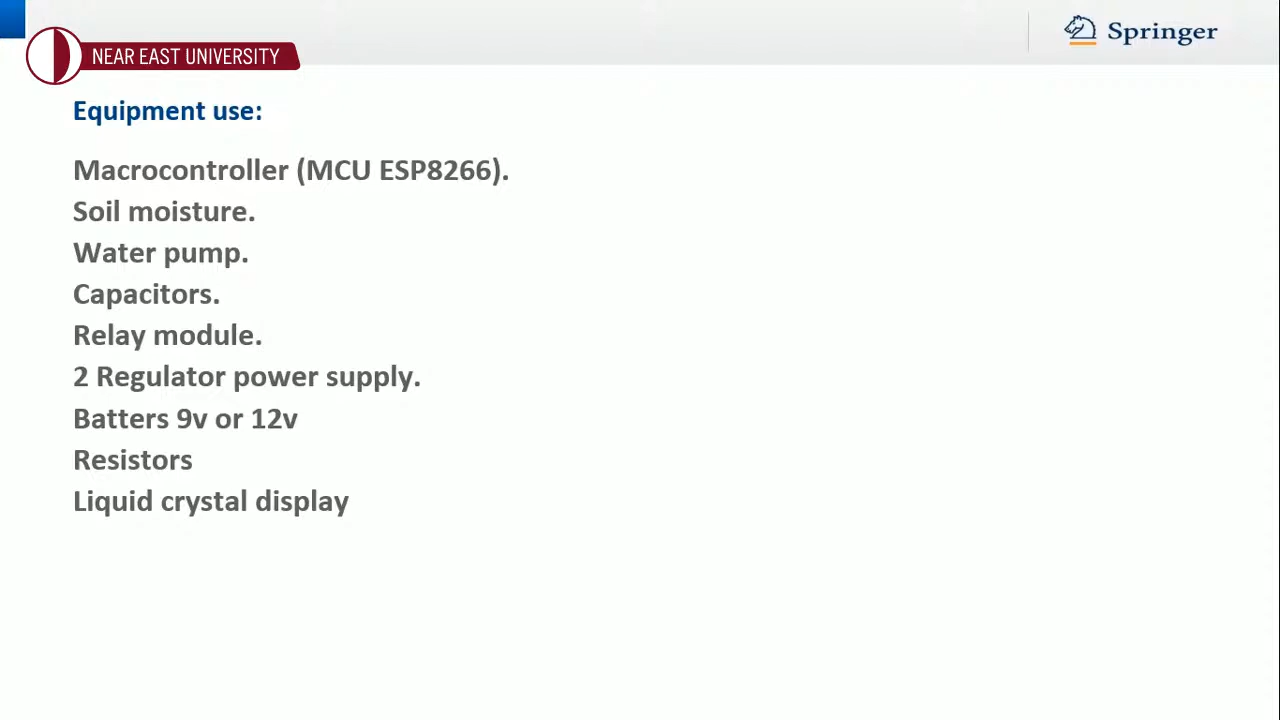 NEAR EAST UNIVERSITY
Springer
Equipment use:
Macrocontroller (MCU ESP8266).
Soil moisture.
Water pump.
Capacitors.
Relay module.
2 Regulator power supply.
Batters 9v or 12v
Resistors
Liquid crystal display